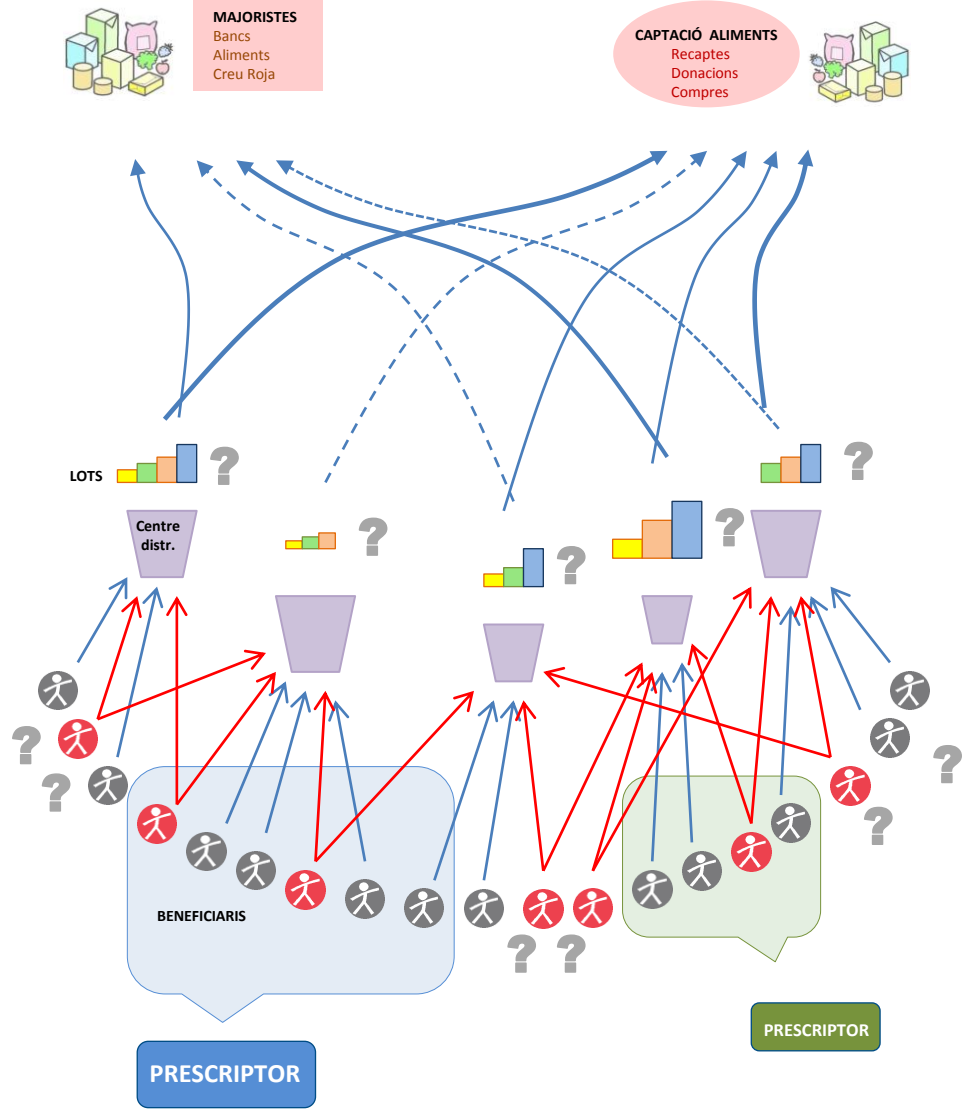 MAJORISTES
Bancs
Aliments
Creu Roja
CAPTACIÓ ALIMENTS
Recaptes
Donacions
Compres
?
LOTS
?
?
?
?
Centre
distr.
?
?
?
?
BENEFICIARIS
?
?
PRESCRIPTOR
PRESCRIPTOR